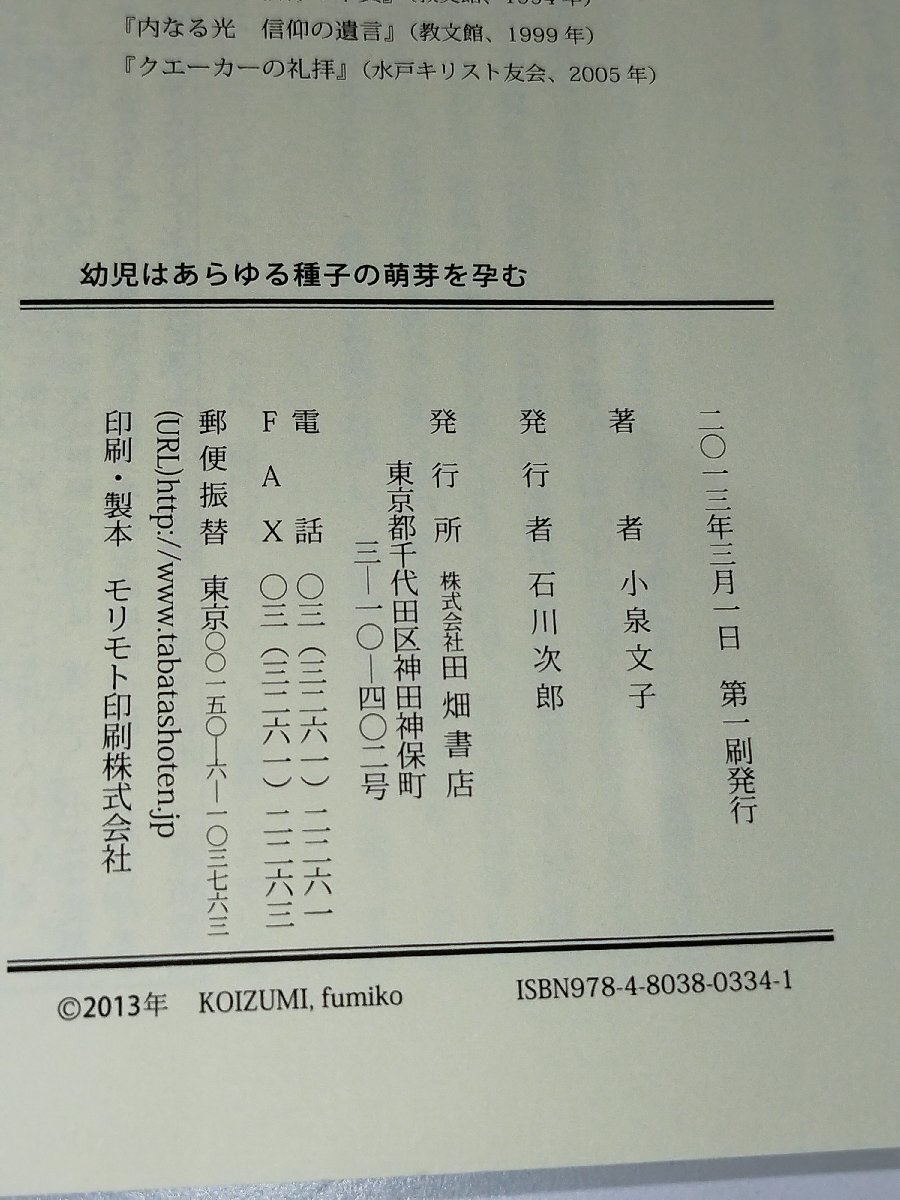 （教文館、1994年）
『内なる光　信仰の遺言』（教文館、1999年）
『クエーカーの礼拝』（水戸キリスト友会、2005年）
幼児はあらゆる種子の萌芽を孕む
二〇一三年三月一日　第一刷発行
著　者　小泉文子
発行者　石川次郎
発行所　株式会社田畑書店
東京都千代田区神田神保町
三―一〇―四〇二号
電　話　〇三（三二六一）二二六一
ＦＡＸ　〇三（三二六一）二二六三
郵便振替　東京〇〇一五〇―六―一〇三七六三
(URL)http://www.tabatashoten.jp
印刷・製本　モリモト印刷株式会社
©2013年　KOIZUMI, fumiko
ISBN978-4-8038-0334-1